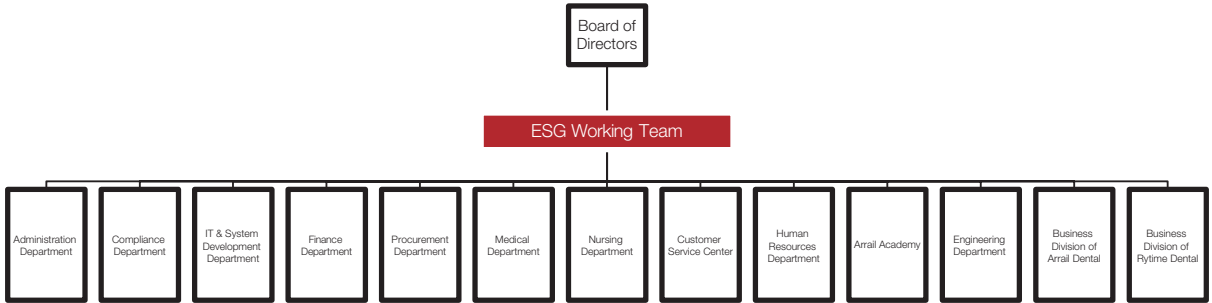 Board of
Directors
ESG Working Team
Administration
Department
Compliance
Department
IT & System
Development
Department
Finance
Department
Procurement
Department
Medical
Department
Nursing
Department
Customer
Service Center
Human
Resources
Department
Arrail Academy
Engineering
Department
Business
Division of
Arrail Dental
Business
Division of
Rytime Dental